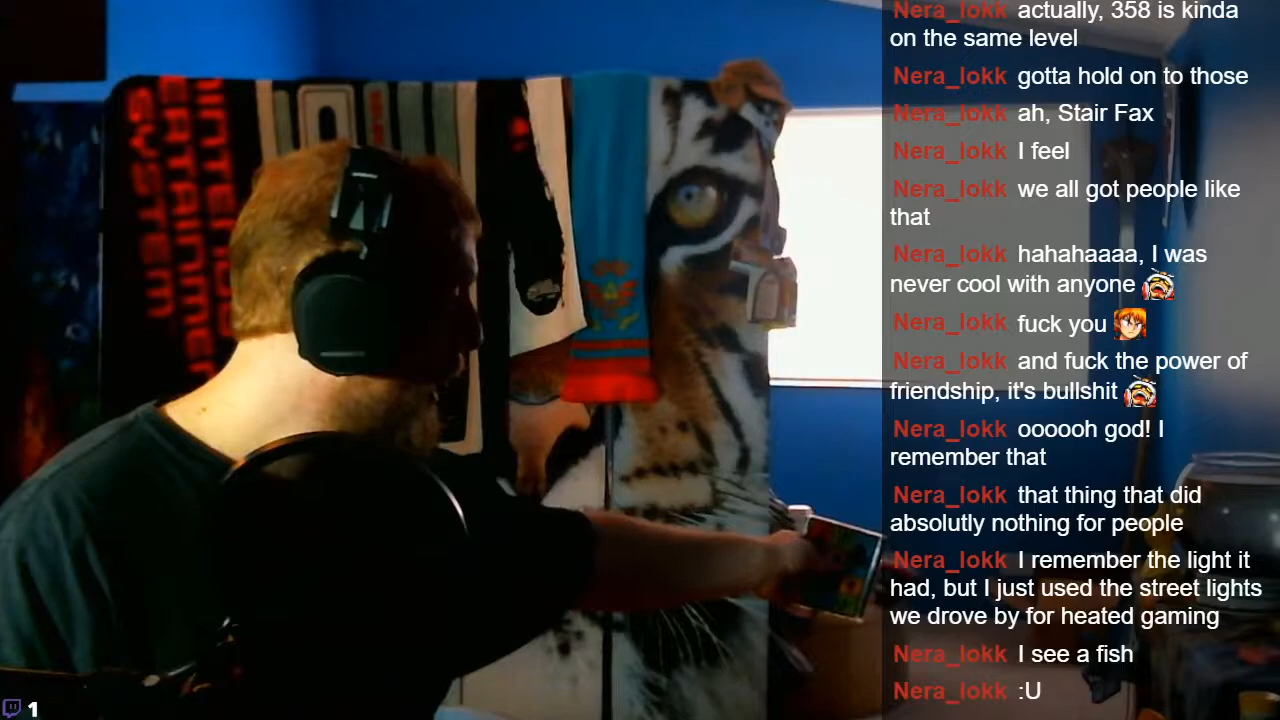 NINTENDO
ENTERTAINMENT
SYSTEM
Nera_lokk actually, 358 is kinda
on the same level
Nera_lokk gotta hold on to those
Nera_lokk ah, Stair Fax
Nera_lokk I feel
Nera_lokk we all got people like
that
Nera_lokk hahahaaaa, I was
never cool with anyone
Nera_lokk fuck you
Nera_lokk and fuck the power of
friendship, it's bullshit
Nera_lokk oooooh god! I
remember that
Nera_lokk that thing that did
absolutly nothing for people
Nera_lokk I remember the light it
had, but I just used the street lights
we drove by for heated gaming
Nera_lokk I see a fish
Nera_lokk :U
1